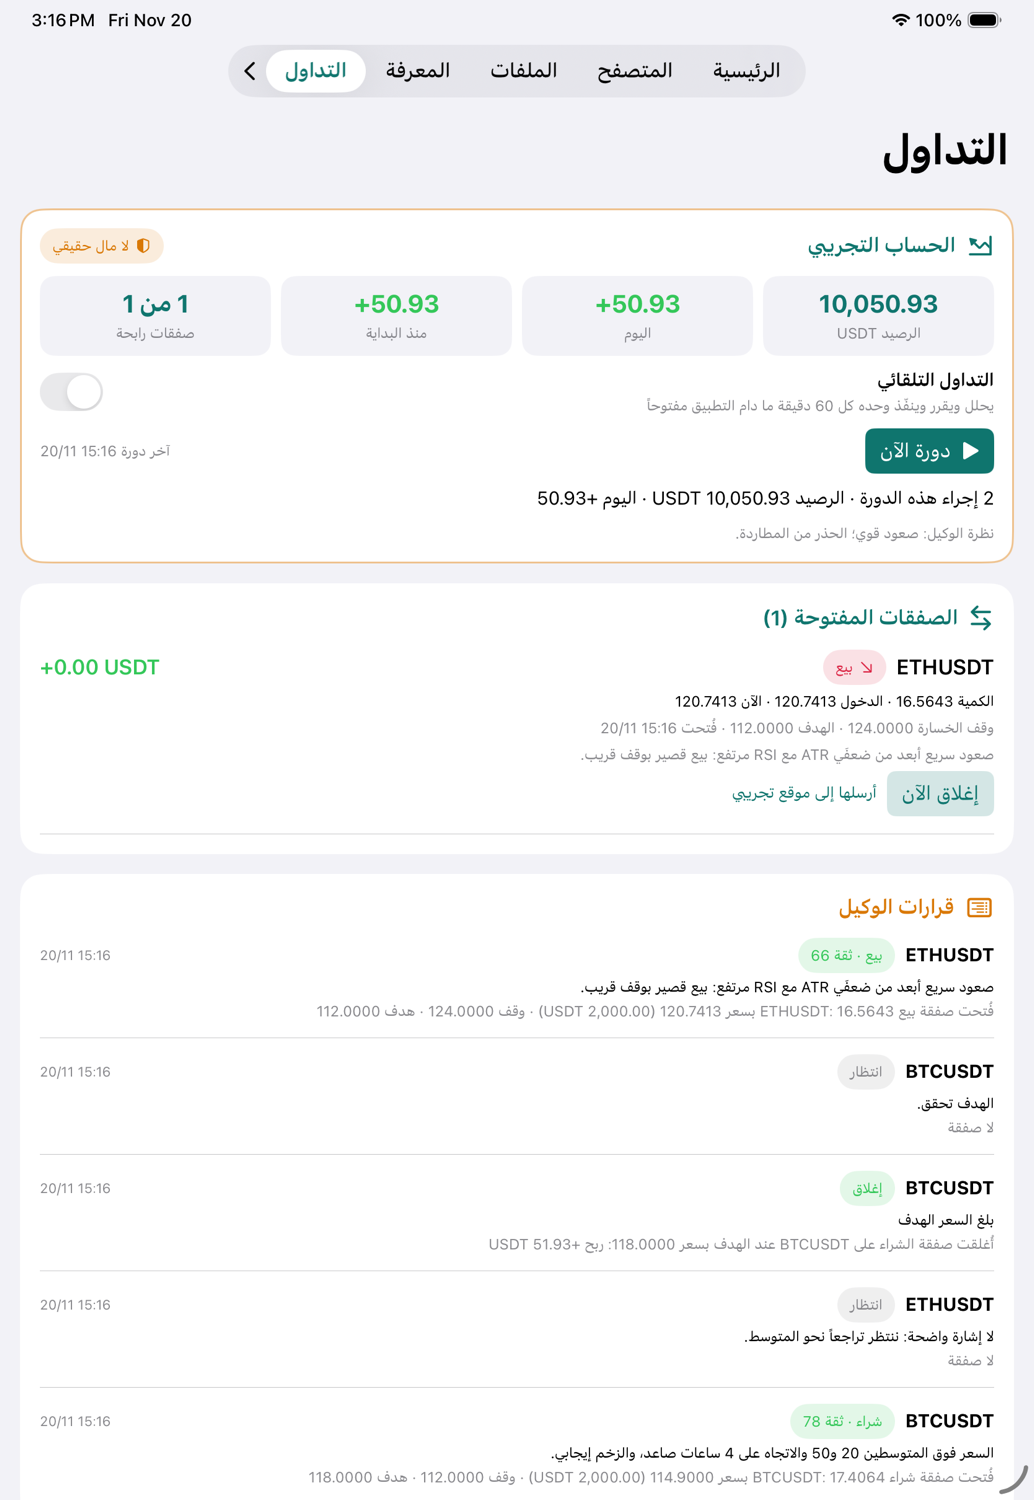 3:16 PM Fri Nov 20
100%
الرئيسية المتصفح الملفات المعرفة التداول
التداول
الحساب التجريبي
لا مال حقيقي
10,050.93
الرصيد USDT
+50.93
اليوم
+50.93
منذ البداية
1 من 1
صفقات رابحة
التداول التلقائي
يحلل ويقرر وينفّذ وحده كل 60 دقيقة ما دام التطبيق مفتوحاً
دورة الآن
آخر دورة 15:16 20/11
2 إجراء هذه الدورة · الرصيد 10,050.93 USDT · اليوم +50.93
نظرة الوكيل: صعود قوي؛ الحذر من المطاردة.
الصفقات المفتوحة (1)
ETHUSDT بيع
+0.00 USDT
الكمية 16.5643 · الدخول 120.7413 · الآن 120.7413
وقف الخسارة 124.0000 · الهدف 112.0000 · فُتحت 15:16 20/11
صعود سريع أبعد من ضعفَي ATR مع RSI مرتفع: بيع قصير بوقف قريب.
إغلاق الآن أرسلها إلى موقع تجريبي
قرارات الوكيل
ETHUSDT بيع · ثقة 66
20/11 15:16
صعود سريع أبعد من ضعفَي ATR مع RSI مرتفع: بيع قصير بوقف قريب.
فُتحت صفقة بيع ETHUSDT: 16.5643 بسعر 120.7413 (2,000.00 USDT) · وقف 124.0000 · هدف 112.0000
BTCUSDT انتظار
20/11 15:16
الهدف تحقق.
لا صفقة
BTCUSDT إغلاق
20/11 15:16
بلغ السعر الهدف
أُغلقت صفقة الشراء على BTCUSDT عند الهدف بسعر 118.0000: ربح +51.93 USDT
ETHUSDT انتظار
20/11 15:16
لا إشارة واضحة: ننتظر تراجعاً نحو المتوسط.
لا صفقة
BTCUSDT شراء · ثقة 78
20/11 15:16
السعر فوق المتوسطين 20 و50 والاتجاه على 4 ساعات صاعد، والزخم إيجابي.
فُتحت صفقة شراء BTCUSDT: 17.4064 بسعر 114.9000 (2,000.00 USDT) · وقف 112.0000 · هدف 118.0000